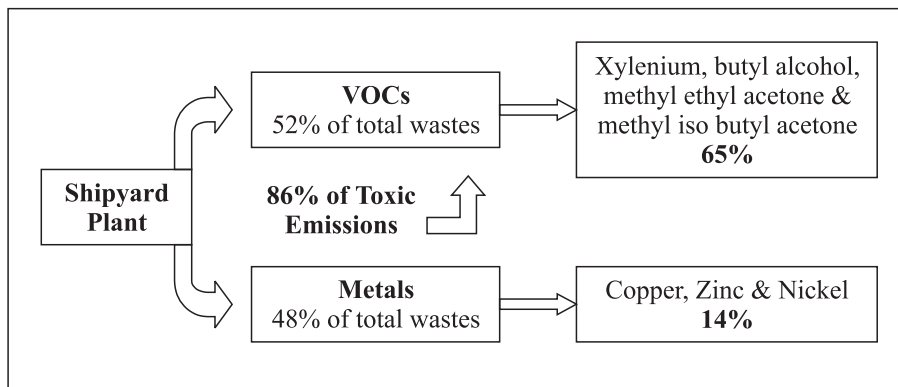 Shipyard
Plant
VOCs
52% of total wastes
Xylenium, butyl alcohol,
methyl ethyl acetone &
methyl iso butyl acetone
65%
86% of Toxic
Emissions
Metals
48% of total wastes
Copper, Zinc & Nickel
14%